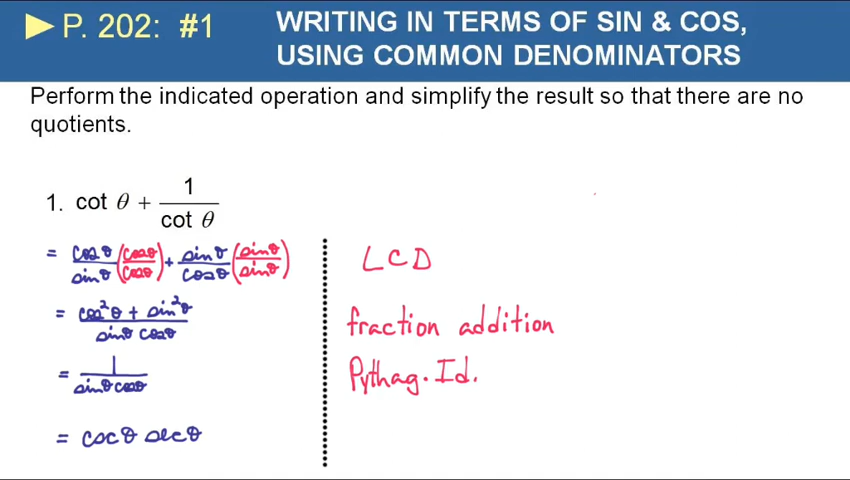 ▶ P. 202: #1
WRITING IN TERMS OF SIN & COS,
USING COMMON DENOMINATORS
Perform the indicated operation and simplify the result so that there are no
quotients.
1. cot θ + 1/cot θ
= cosθ/sinθ (cosθ/cosθ) + sinθ/cosθ (sinθ/sinθ)
LCD
= cos²θ + sin²θ / sinθ cosθ
fraction addition
= 1/sinθcosθ
Pythag. Id.
= cscθ secθ